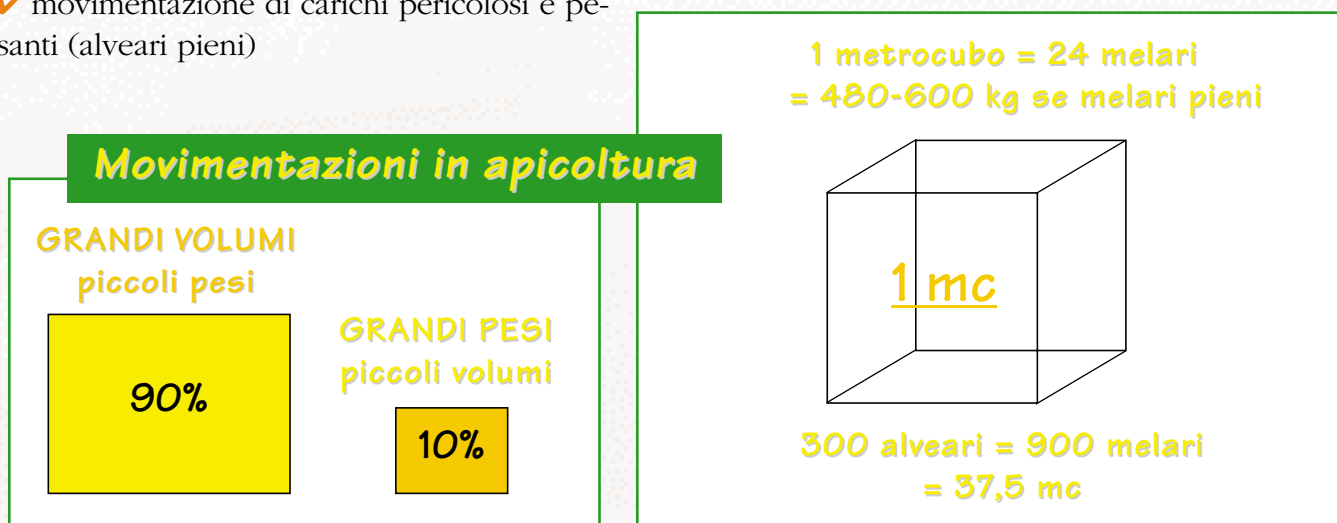 movimentazione di carichi pericolosi e pe-
santi (alveari pieni)
Movimentazioni in apicoltura
GRANDI VOLUMI
piccoli pesi
90%
GRANDI PESI
piccoli volumi
10%
1 metrocubo = 24 melari
= 480-600 kg se melari pieni
1 mc
300 alveari = 900 melari
= 37,5 mc